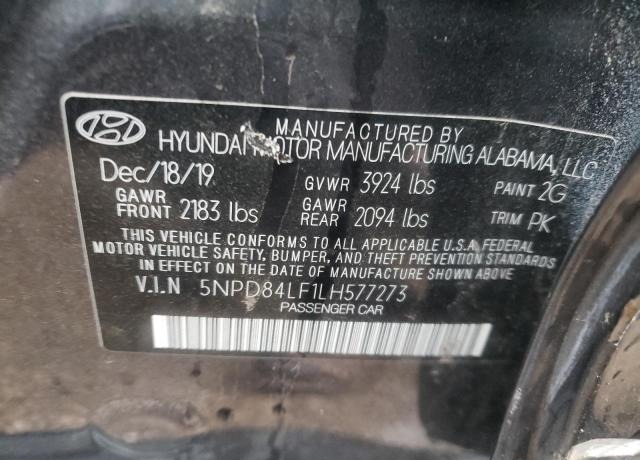 MANUFACTURED BY
HYUNDAI MOTOR MANUFACTURING ALABAMA, LLC
Dec/18/19 GVWR 3924 lbs PAINT 2G
GAWR FRONT 2183 lbs GAWR REAR 2094 lbs TRIM PK
THIS VEHICLE CONFORMS TO ALL APPLICABLE U.S.A. FEDERAL
MOTOR VEHICLE SAFETY, BUMPER, AND THEFT PREVENTION STANDARDS
IN EFFECT ON THE DATE OF MANUFACTURE SHOWN ABOVE.
V.I.N 5NPD84LF1LH577273
PASSENGER CAR